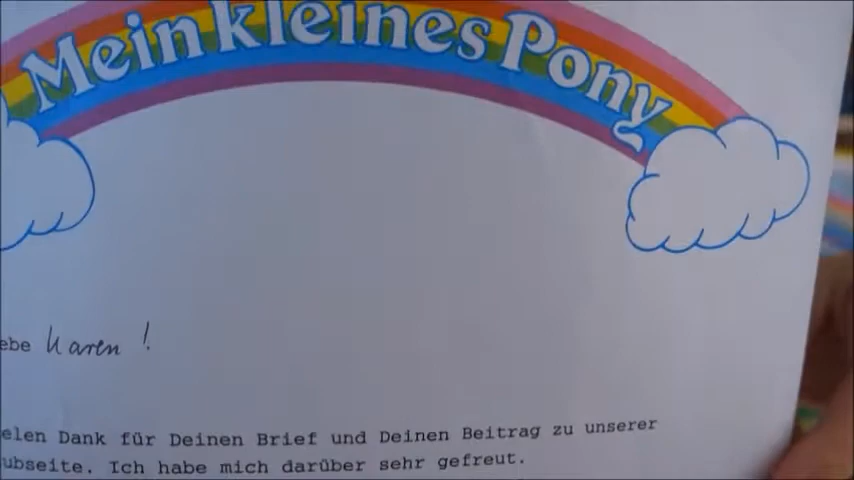 Mein kleines Pony
ebe Karen !
elen Dank für Deinen Brief und Deinen Beitrag zu unserer
ubseite. Ich habe mich darüber sehr gefreut.